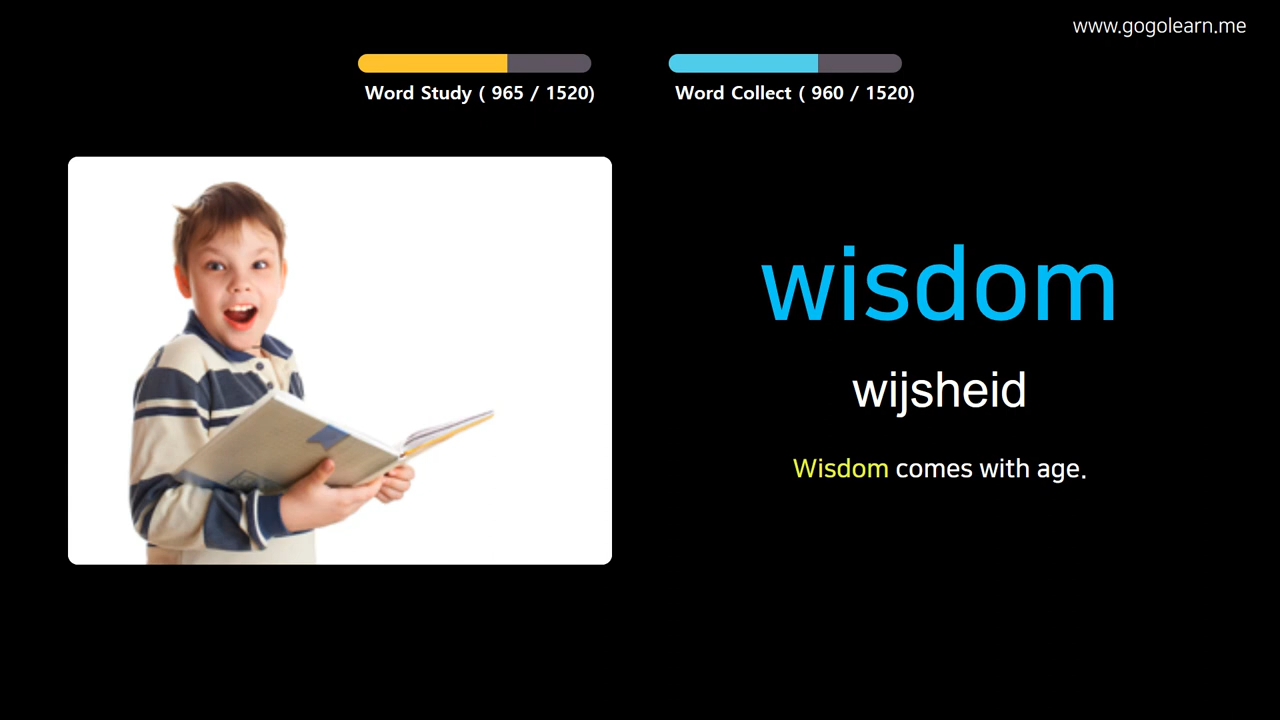 www.gogolearn.me
Word Study ( 965 / 1520)
Word Collect ( 960 / 1520)
wisdom
wijsheid
Wisdom comes with age.